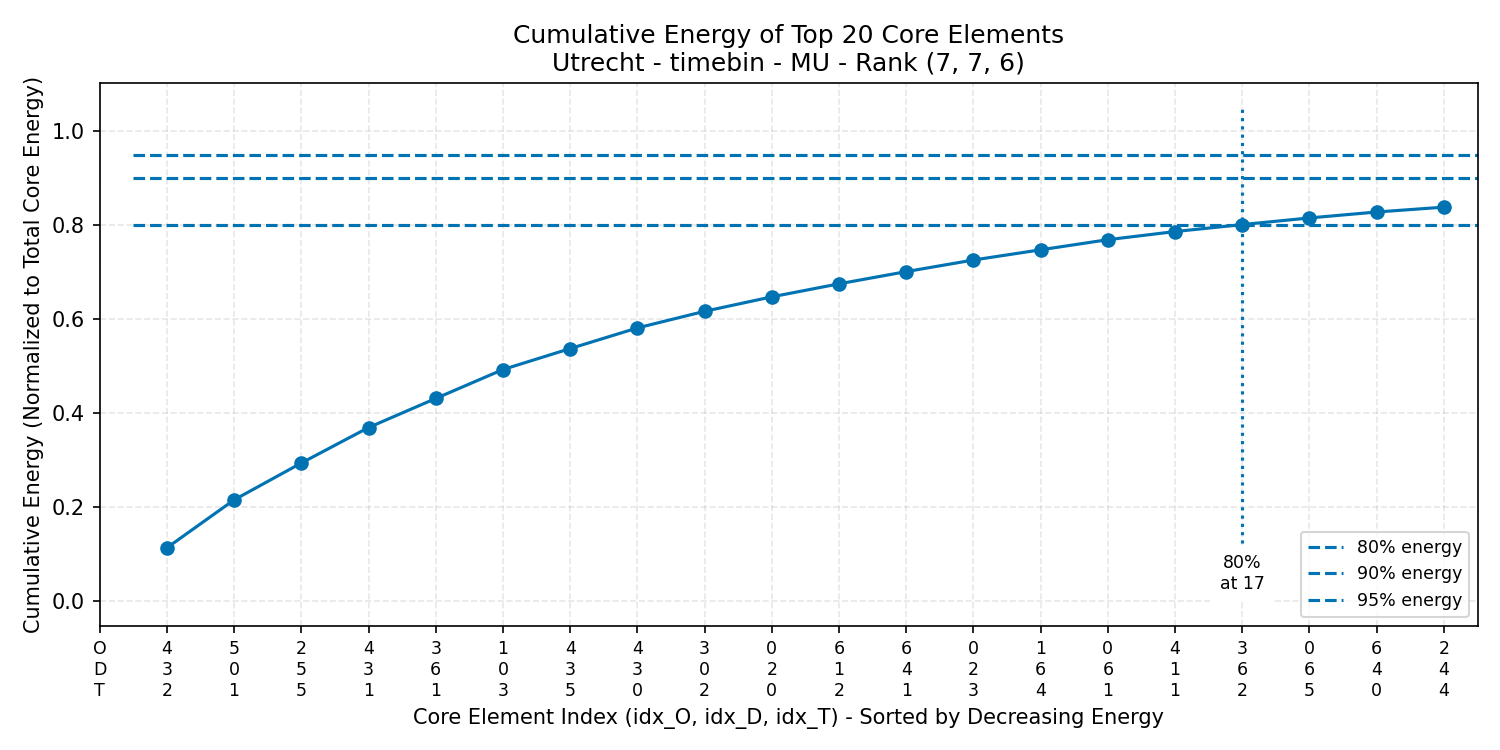 Cumulative Energy of Top 20 Core Elements
Utrecht - timebin - MU - Rank (7, 7, 6)
Cumulative Energy (Normalized to Total Core Energy)
1.0
0.8
0.6
0.4
0.2
0.0
80%
at 17
80% energy
90% energy
95% energy
O 4 5 2 4 3 1 4 4 3 0 6 6 0 1 0 4 3 0 6 2
D 3 0 5 3 6 0 3 3 0 2 1 4 2 6 6 1 6 6 4 4
T 2 1 5 1 1 3 5 0 2 0 2 1 3 4 1 1 2 5 0 4
Core Element Index (idx_O, idx_D, idx_T) - Sorted by Decreasing Energy